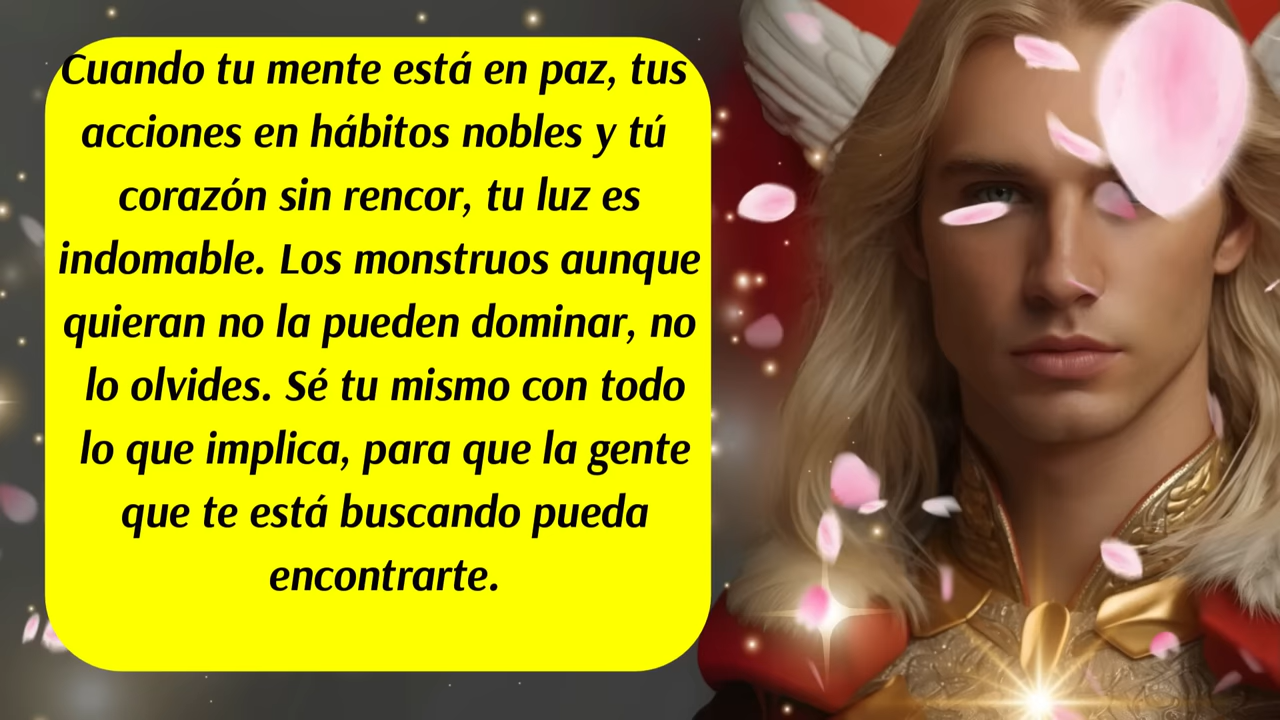 Cuando tu mente está en paz, tus
acciones en hábitos nobles y tú
corazón sin rencor, tu luz es
indomable. Los monstruos aunque
quieran no la pueden dominar, no
lo olvides. Sé tu mismo con todo
lo que implica, para que la gente
que te está buscando pueda
encontrarte.